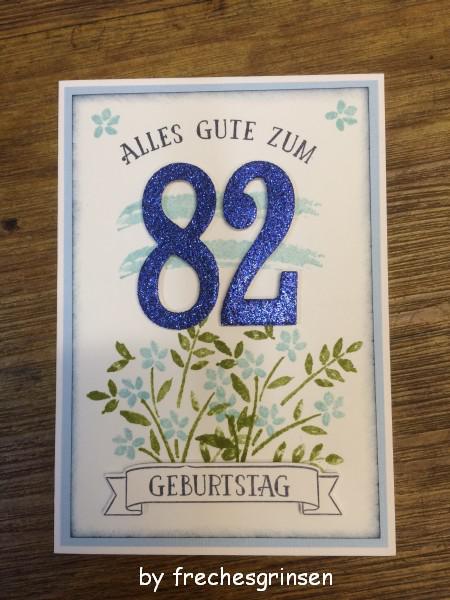 ALLES GUTE ZUM
82
GEBURTSTAG
by frechesgrinsen